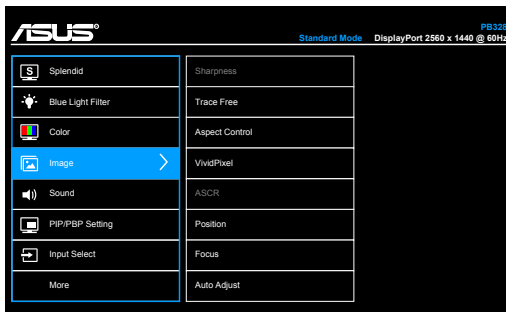 ASUS
PB328
Standard Mode DisplayPort 2560 x 1440 @ 60Hz
S Splendid
Blue Light Filter
Color
Image
Sound
PIP/PBP Setting
Input Select
More
Sharpness
Trace Free
Aspect Control
VividPixel
ASCR
Position
Focus
Auto Adjust